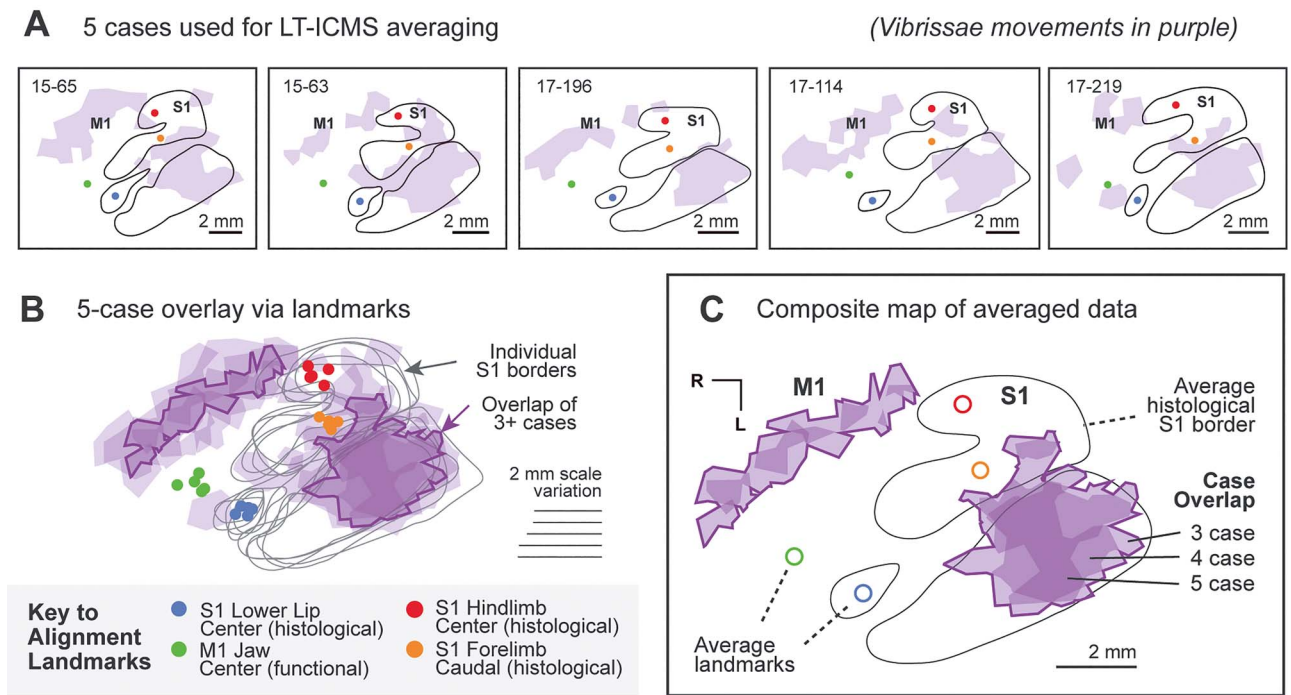 A 5 cases used for LT-ICMS averaging (Vibrissae movements in purple)
15-65
M1
S1
2 mm
15-63
M1
S1
2 mm
17-196
M1
S1
2 mm
17-114
M1
S1
2 mm
17-219
M1
S1
2 mm
B 5-case overlay via landmarks
Individual
S1 borders
Overlap of
3+ cases
2 mm scale
variation
Key to
Alignment
Landmarks
S1 Lower Lip
Center (histological)
M1 Jaw
Center (functional)
S1 Hindlimb
Center (histological)
S1 Forelimb
Caudal (histological)
C Composite map of averaged data
R
L
M1
S1
Average
histological
S1 border
Case
Overlap
3 case
4 case
5 case
Average
landmarks
2 mm